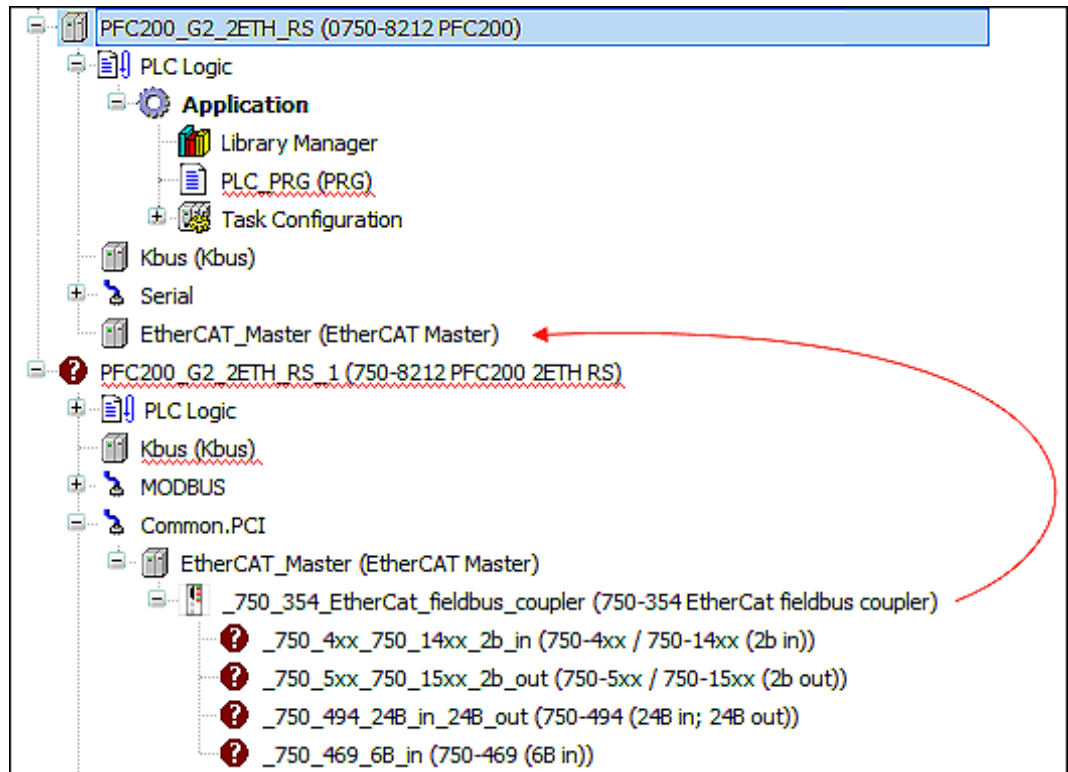 PFC200_G2_2ETH_RS (0750-8212 PFC200)
PLC Logic
Application
Library Manager
PLC_PRG (PRG)
Task Configuration
Kbus (Kbus)
Serial
EtherCAT_Master (EtherCAT Master)
PFC200_G2_2ETH_RS_1 (750-8212 PFC200 2ETH RS)
PLC Logic
Kbus (Kbus)
MODBUS
Common.PCI
EtherCAT_Master (EtherCAT Master)
_750_354_EtherCat_fieldbus_coupler (750-354 EtherCat fieldbus coupler)
_750_4xx_750_14xx_2b_in (750-4xx / 750-14xx (2b in))
_750_5xx_750_15xx_2b_out (750-5xx / 750-15xx (2b out))
_750_494_24B_in_24B_out (750-494 (24B in; 24B out))
_750_469_6B_in (750-469 (6B in))